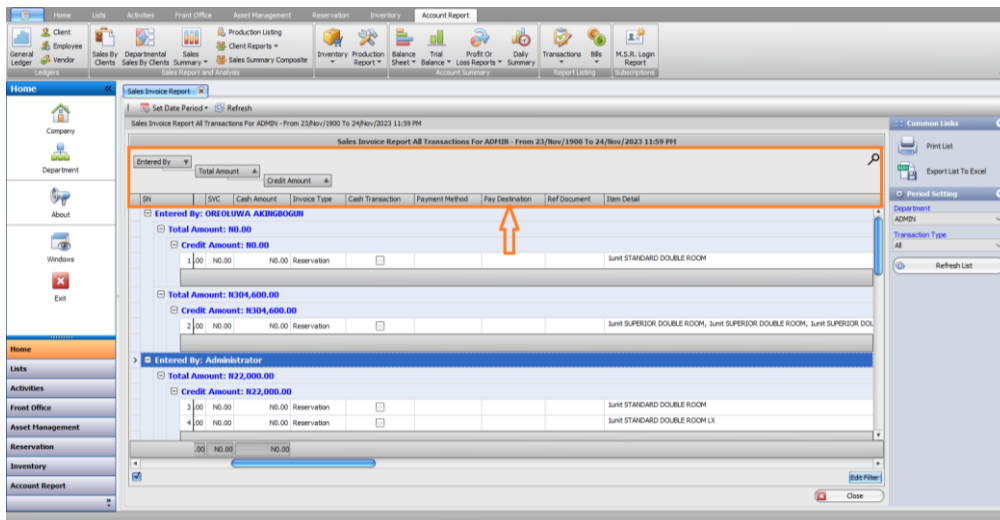 Home Lists Activities Front Office Asset Management Reservation Inventory Account Report
General Ledger
Client
Employee
Vendor
Ledgers
Sales By Clients
Departmental Sales By Clients
Sales Summary
Production Listing
Client Reports
Sales Summary Composite
Sales Report and Analysis
Inventory
Production Report
Balance Sheet
Trial Balance
Profit Or Loss Reports
Daily Summary
Account Summary
Transactions
Bills
Report Listing
M.S.R. Login Report
Subscriptions
Home
Company
Department
About
Windows
Exit
Home
Lists
Activities
Front Office
Asset Management
Reservation
Inventory
Account Report
Sales Invoice Report
Set Date Period Refresh
Sales Invoice Report All Transactions For ADMIN - From 23/Nov/1900 To 24/Nov/2023 11:59 PM
Sales Invoice Report All Transactions For ADMIN - From 23/Nov/1900 To 24/Nov/2023 11:59 PM
Entered By
Total Amount
Credit Amount
SN SVC Cash Amount Invoice Type Cash Transaction Payment Method Pay Destination Ref Document Item Detail
Entered By: OREOLUWA AKINGBOGUN
Total Amount: N0.00
Credit Amount: N0.00
1 .00 N0.00 N0.00 Reservation 1unit STANDARD DOUBLE ROOM
Total Amount: N304,600.00
Credit Amount: N304,600.00
2 .00 N0.00 N0.00 Reservation 1unit SUPERIOR DOUBLE ROOM, 1unit SUPERIOR DOUBLE ROOM, 1unit SUPERIOR DOU
Entered By: Administrator
Total Amount: N22,000.00
Credit Amount: N22,000.00
3 .00 N0.00 N0.00 Reservation 1unit STANDARD DOUBLE ROOM
4 .00 N0.00 N0.00 Reservation 1unit STANDARD DOUBLE ROOM LX
.00 N0.00 N0.00
Edit Filter
Close
Common Links
Print List
Export List To Excel
Period Setting
Department
ADMIN
Transaction Type
All
Refresh List